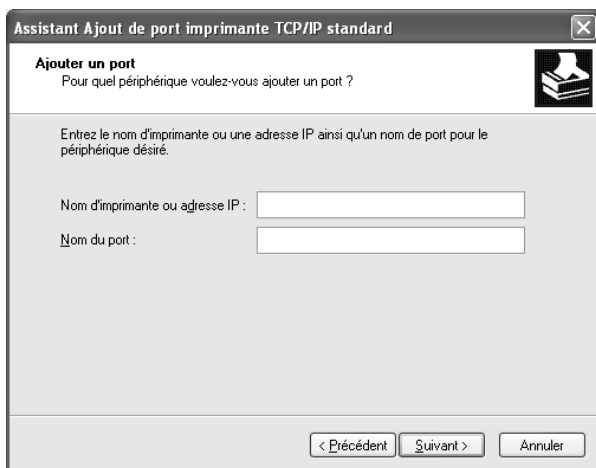 Assistant Ajout de port imprimante TCP/IP standard
Ajouter un port
Pour quel périphérique voulez-vous ajouter un port ?
Entrez le nom d'imprimante ou une adresse IP ainsi qu'un nom de port pour le
périphérique désiré.
Nom d'imprimante ou adresse IP :
Nom du port :
< Précédent Suivant > Annuler